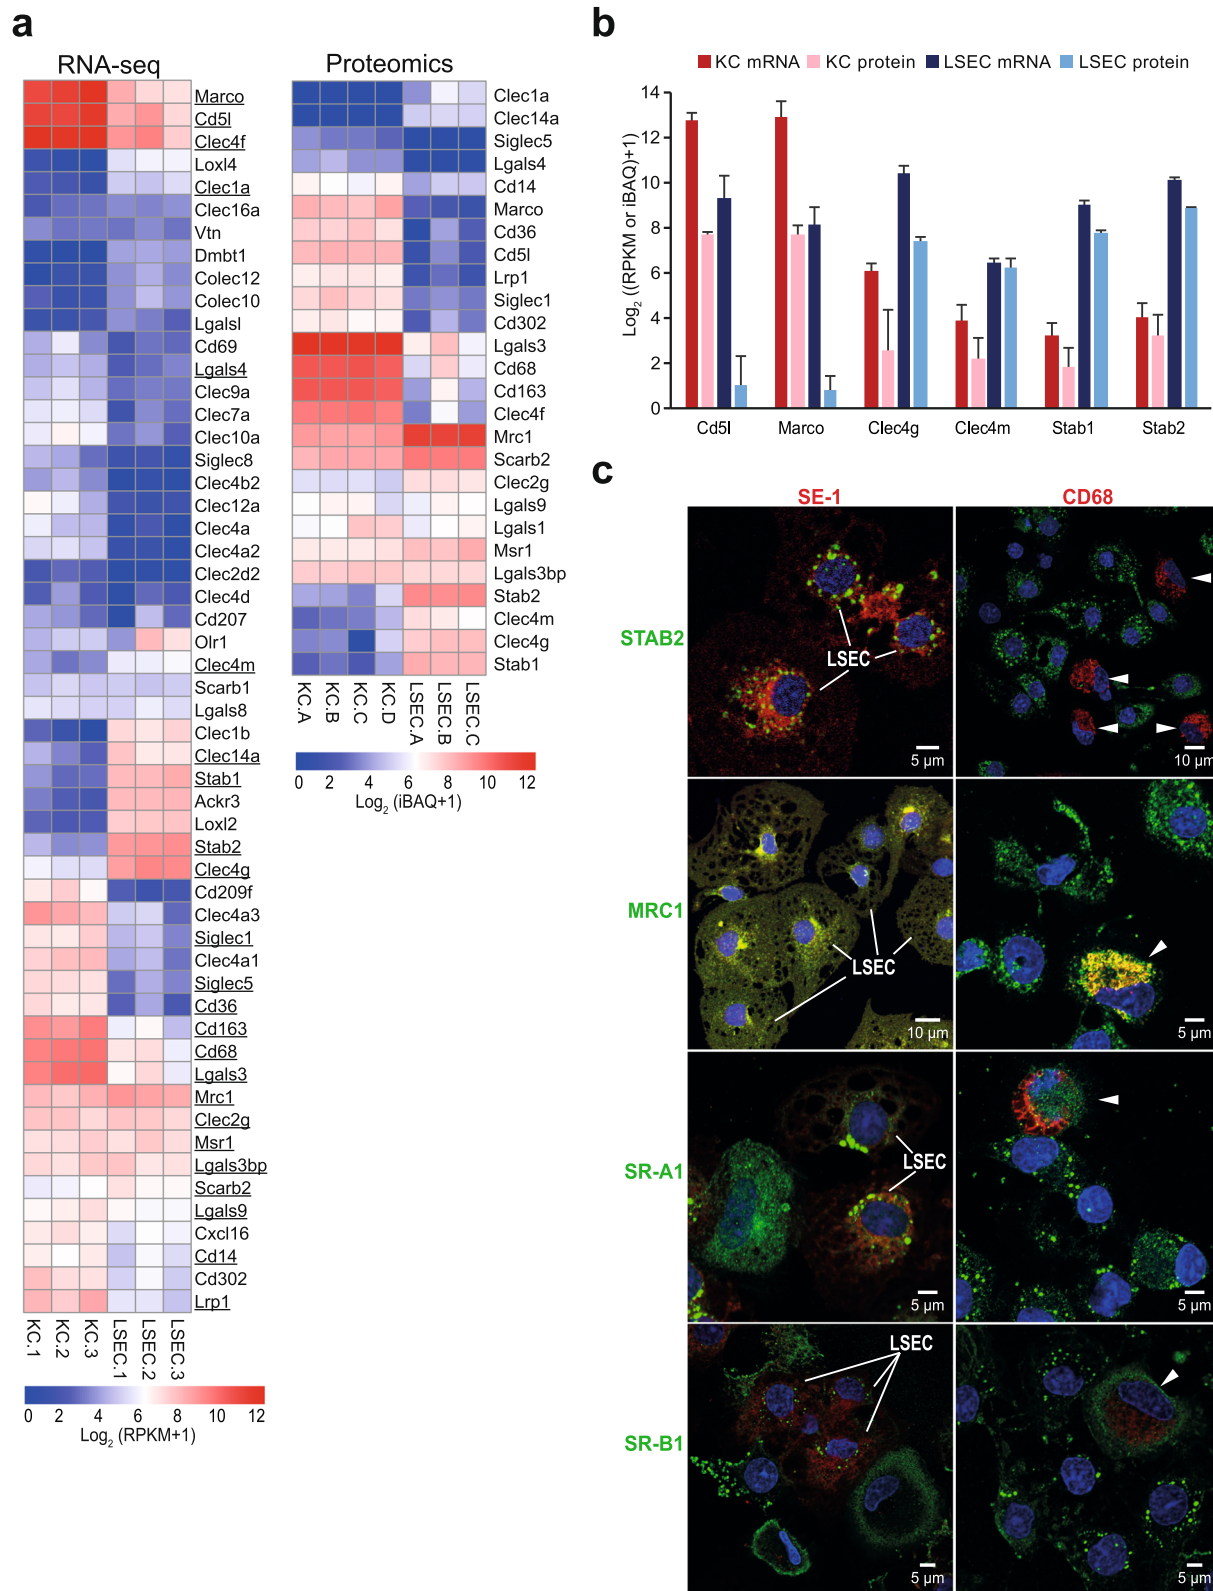 a
RNA-seq
Marco
Cd5l
Clec4f
Loxl4
Clec1a
Clec16a
Vtn
Dmbt1
Colec12
Colec10
Lgalsl
Cd69
Lgals4
Clec9a
Clec7a
Clec10a
Siglec8
Clec4b2
Clec12a
Clec4a
Clec4a2
Clec2d2
Clec4d
Cd207
Olr1
Clec4m
Scarb1
Lgals8
Clec1b
Clec14a
Stab1
Ackr3
Loxl2
Stab2
Clec4g
Cd209f
Clec4a3
Siglec1
Clec4a1
Siglec5
Cd36
Cd163
Cd68
Lgals3
Mrc1
Clec2g
Msr1
Lgals3bp
Scarb2
Lgals9
Cxcl16
Cd14
Cd302
Lrp1
KC.1 KC.2 KC.3 LSEC.1 LSEC.2 LSEC.3
0 2 4 6 8 10 12
Log2 (RPKM+1)
Proteomics
Clec1a
Clec14a
Siglec5
Lgals4
Cd14
Marco
Cd36
Cd5l
Lrp1
Siglec1
Cd302
Lgals3
Cd68
Cd163
Clec4f
Mrc1
Scarb2
Clec2g
Lgals9
Lgals1
Msr1
Lgals3bp
Stab2
Clec4m
Clec4g
Stab1
KC.A KC.B KC.C KC.D LSEC.A LSEC.B LSEC.C
0 2 4 6 8 10 12
Log2 (iBAQ+1)
b
KC mRNA KC protein LSEC mRNA LSEC protein
Log2 ((RPKM or iBAQ)+1)
14
12
10
8
6
4
2
0
Cd5l Marco Clec4g Clec4m Stab1 Stab2
c
SE-1 CD68
STAB2
LSEC
5 µm
10 µm
MRC1
LSEC
10 µm
5 µm
SR-A1
LSEC
5 µm
5 µm
SR-B1
LSEC
5 µm
5 µm